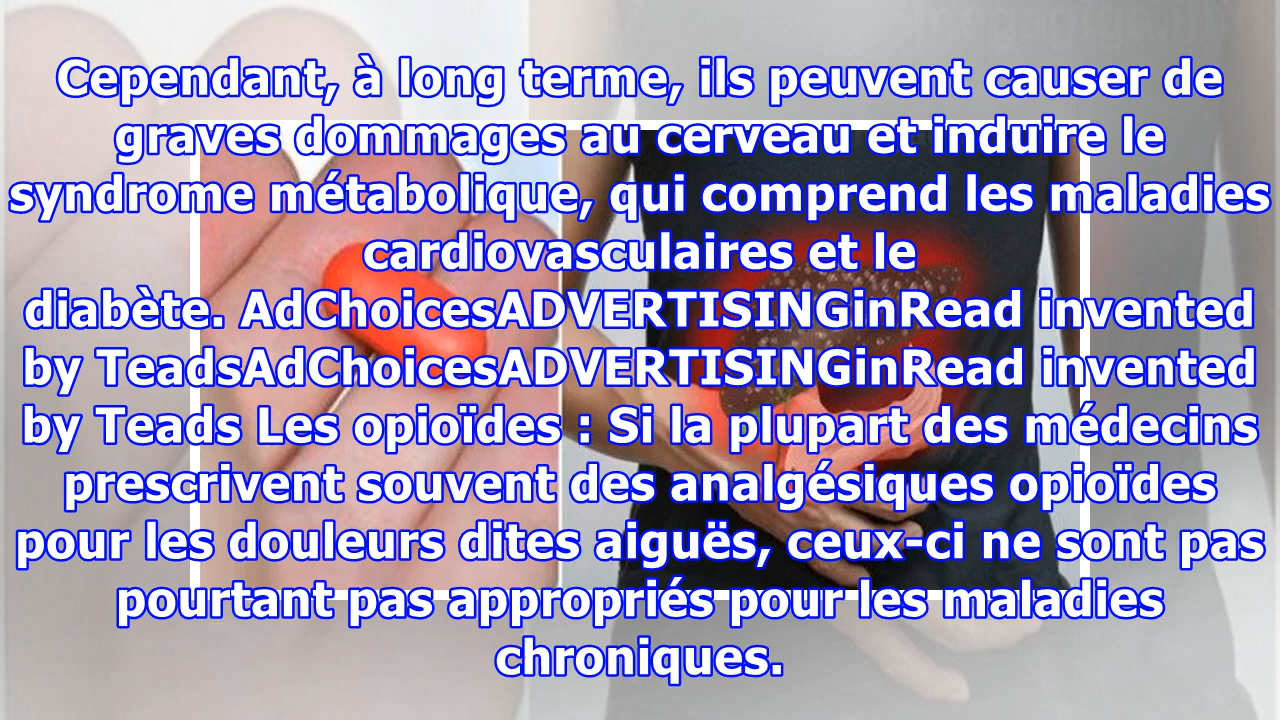 Cependant, à long terme, ils peuvent causer de
graves dommages au cerveau et induire le
syndrome métabolique, qui comprend les maladies
cardiovasculaires et le
diabète. AdChoicesADVERTISINGinRead invented
by TeadsAdChoicesADVERTISINGinRead invented
by Teads Les opioïdes : Si la plupart des médecins
prescrivent souvent des analgésiques opioïdes
pour les douleurs dites aiguës, ceux-ci ne sont pas
pourtant pas appropriés pour les maladies
chroniques.